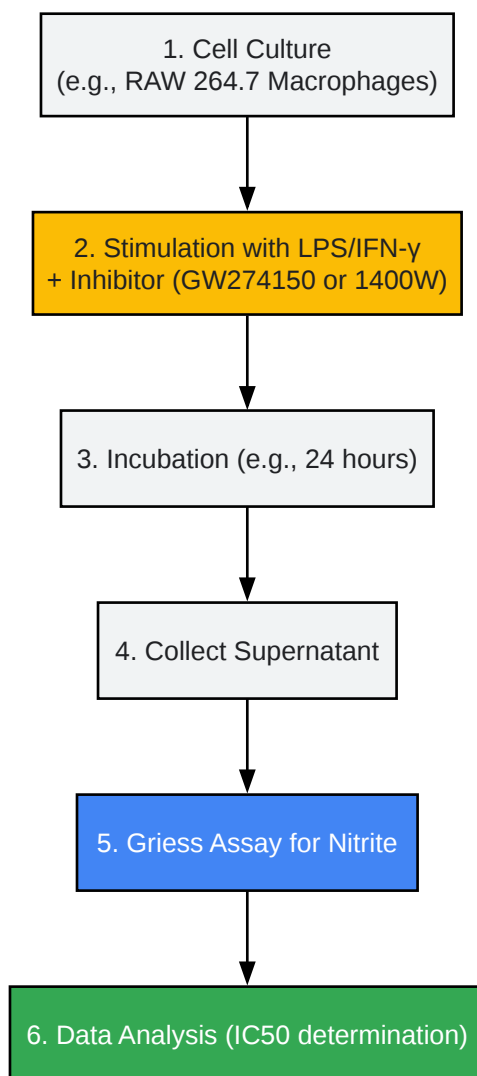 1. Cell Culture
(e.g., RAW 264.7 Macrophages)
2. Stimulation with LPS/IFN-γ
+ Inhibitor (GW274150 or 1400W)
3. Incubation (e.g., 24 hours)
4. Collect Supernatant
5. Griess Assay for Nitrite
6. Data Analysis (IC50 determination)